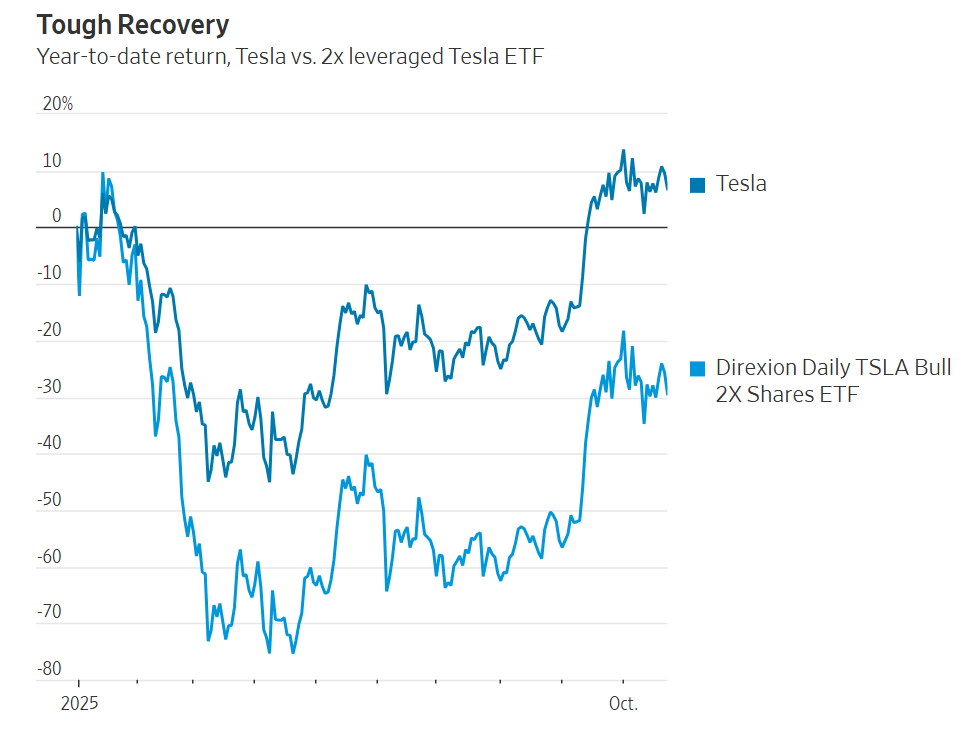 Tough Recovery
Year-to-date return, Tesla vs. 2x leveraged Tesla ETF
20%
10
0
-10
-20
-30
-40
-50
-60
-70
-80
2025
Oct.
Tesla
Direxion Daily TSLA Bull
2X Shares ETF